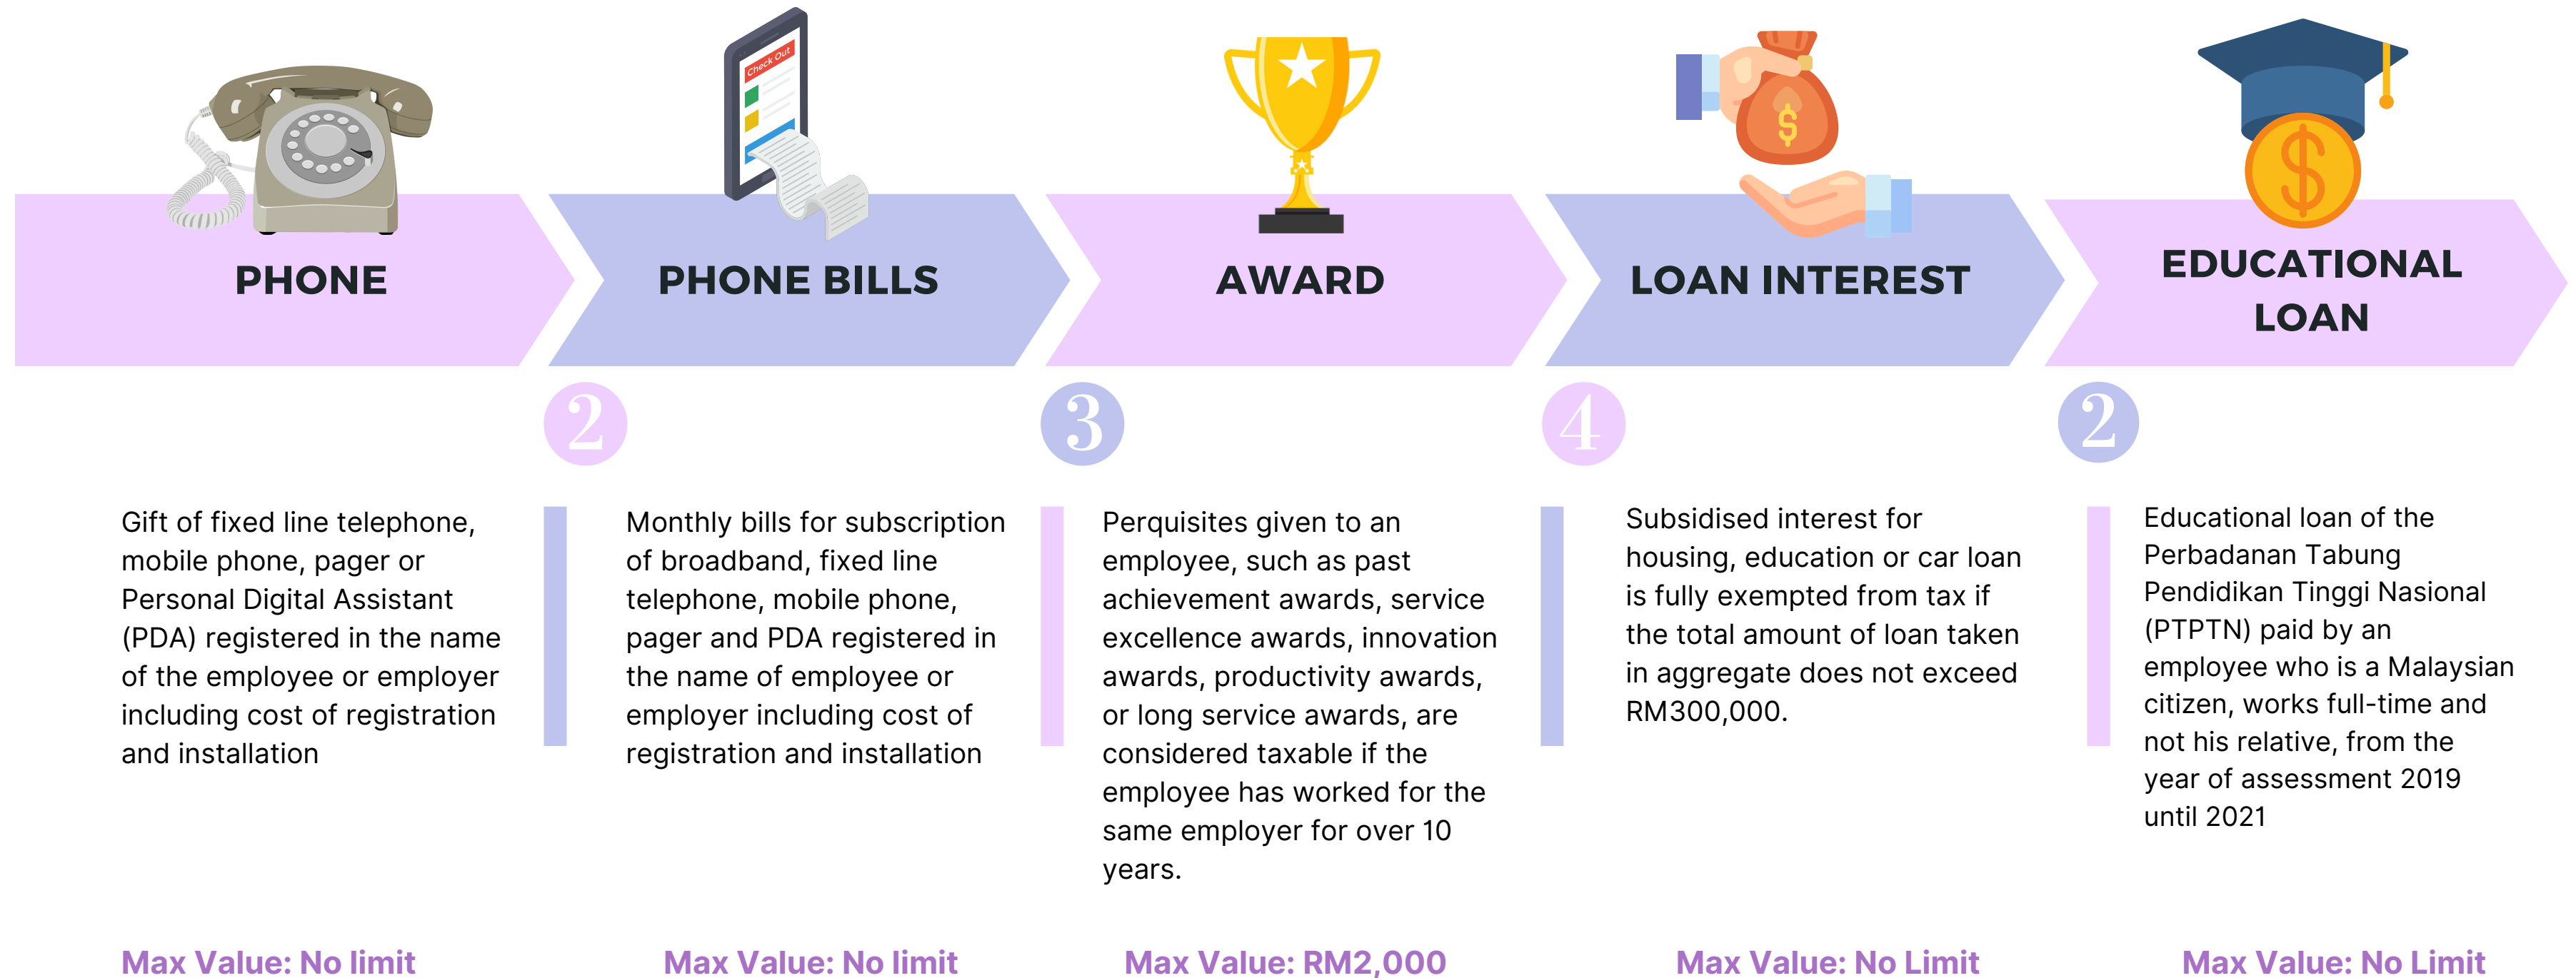 Check Out
PHONE
PHONE BILLS
AWARD
LOAN INTEREST
EDUCATIONAL
LOAN
2
3
4
2
Gift of fixed line telephone,
mobile phone, pager or
Personal Digital Assistant
(PDA) registered in the name
of the employee or employer
including cost of registration
and installation
Max Value: No limit
Monthly bills for subscription
of broadband, fixed line
telephone, mobile phone,
pager and PDA registered in
the name of employee or
employer including cost of
registration and installation
Max Value: No limit
Perquisites given to an
employee, such as past
achievement awards, service
excellence awards, innovation
awards, productivity awards,
or long service awards, are
considered taxable if the
employee has worked for the
same employer for over 10
years.
Max Value: RM2,000
Subsidised interest for
housing, education or car loan
is fully exempted from tax if
the total amount of loan taken
in aggregate does not exceed
RM300,000.
Max Value: No Limit
Educational loan of the
Perbadanan Tabung
Pendidikan Tinggi Nasional
(PTPTN) paid by an
employee who is a Malaysian
citizen, works full-time and
not his relative, from the
year of assessment 2019
until 2021
Max Value: No Limit